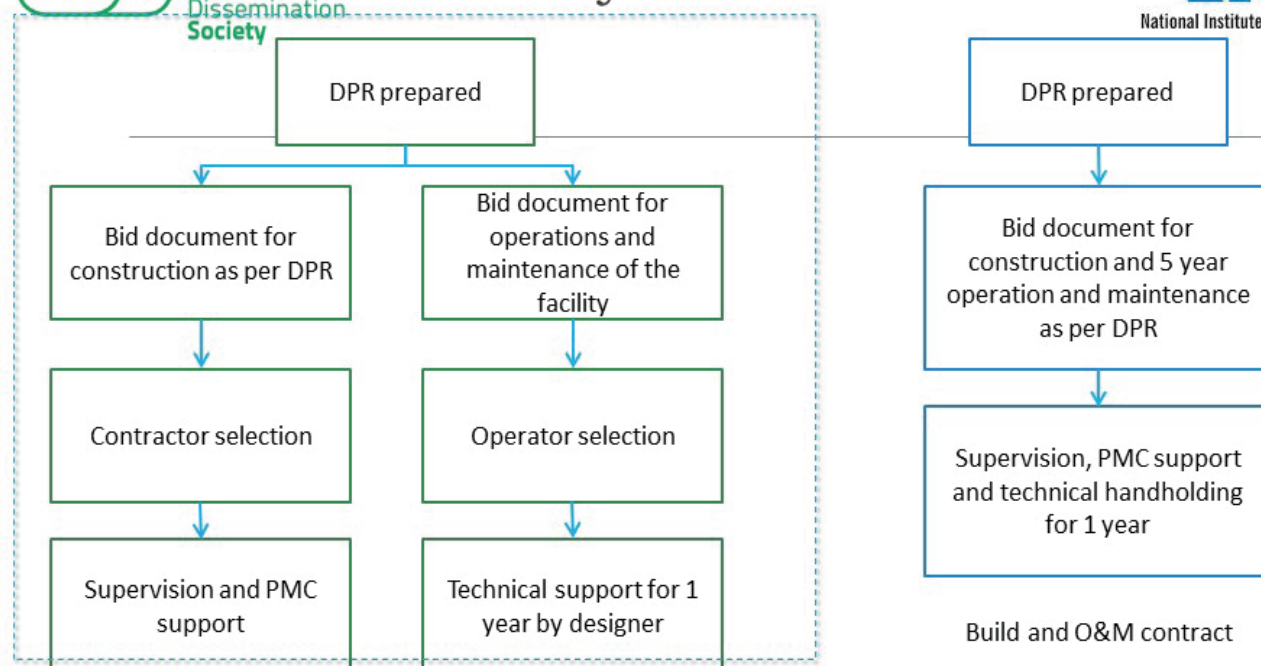 Dissemination
Society
National Institute
DPR prepared
Bid document for
construction as per DPR
Bid document for
operations and
maintenance of the
facility
Contractor selection
Operator selection
Supervision and PMC
support
Technical support for 1
year by designer
DPR prepared
Bid document for
construction and 5 year
operation and maintenance
as per DPR
Supervision, PMC support
and technical handholding
for 1 year
Build and O&M contract